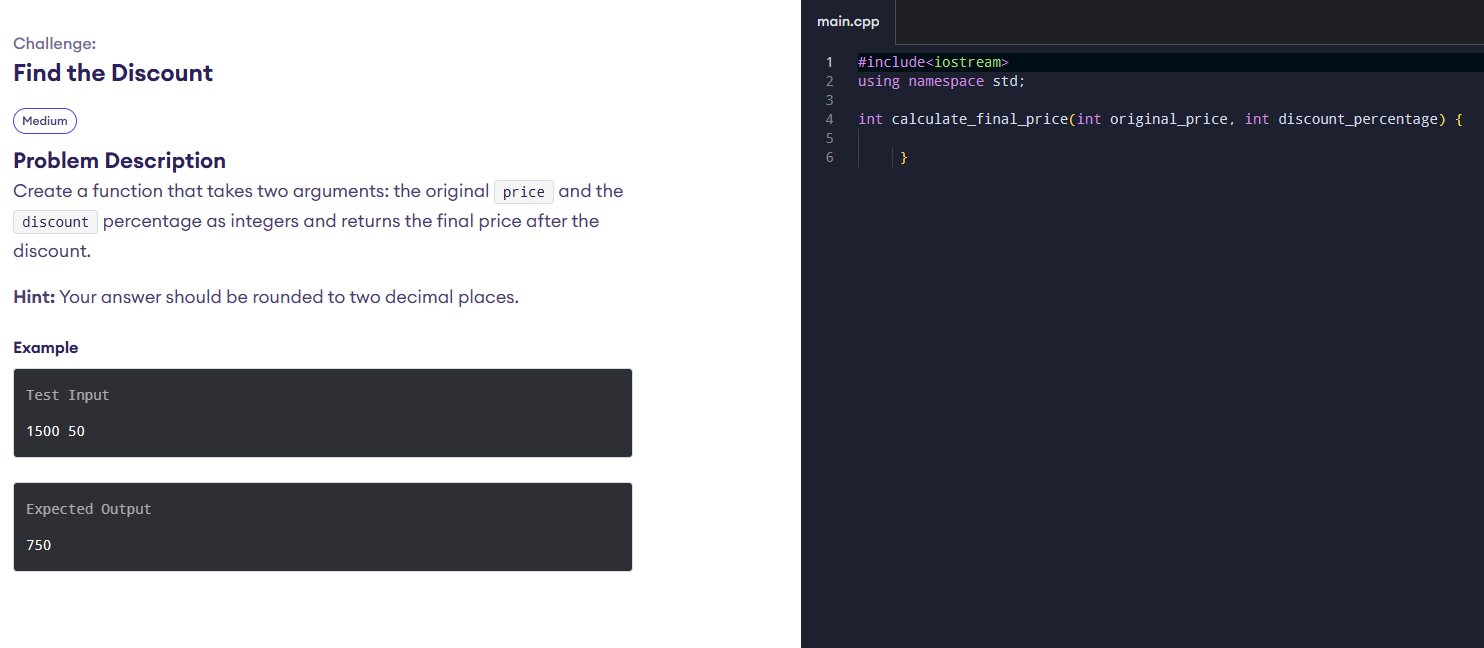 Challenge:
Find the Discount
Medium
Problem Description
Create a function that takes two arguments: the original price and the
discount percentage as integers and returns the final price after the
discount.
Hint: Your answer should be rounded to two decimal places.
Example
Test Input
1500 50
Expected Output
750
main.cpp
1 #include<iostream>
2 using namespace std;
3
4 int calculate_final_price(int original_price, int discount_percentage) {
5
6 }